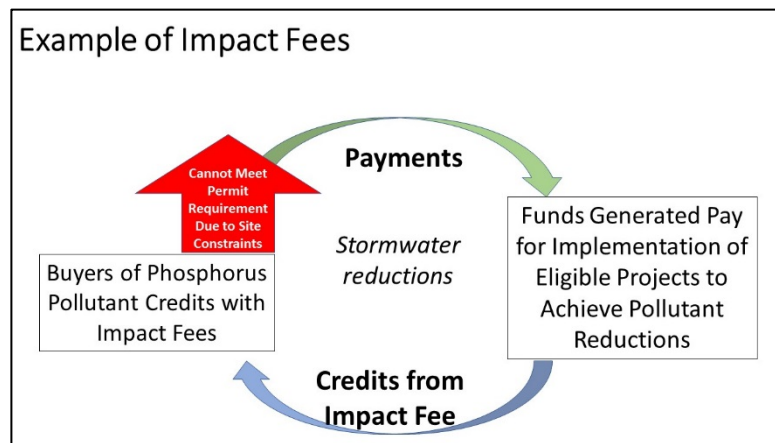 Example of Impact Fees
Payments
Cannot Meet
Permit
Requirement
Due to Site
Constraints
Stormwater
reductions
Buyers of Phosphorus
Pollutant Credits with
Impact Fees
Funds Generated Pay
for Implementation of
Eligible Projects to
Achieve Pollutant
Reductions
Credits from
Impact Fee